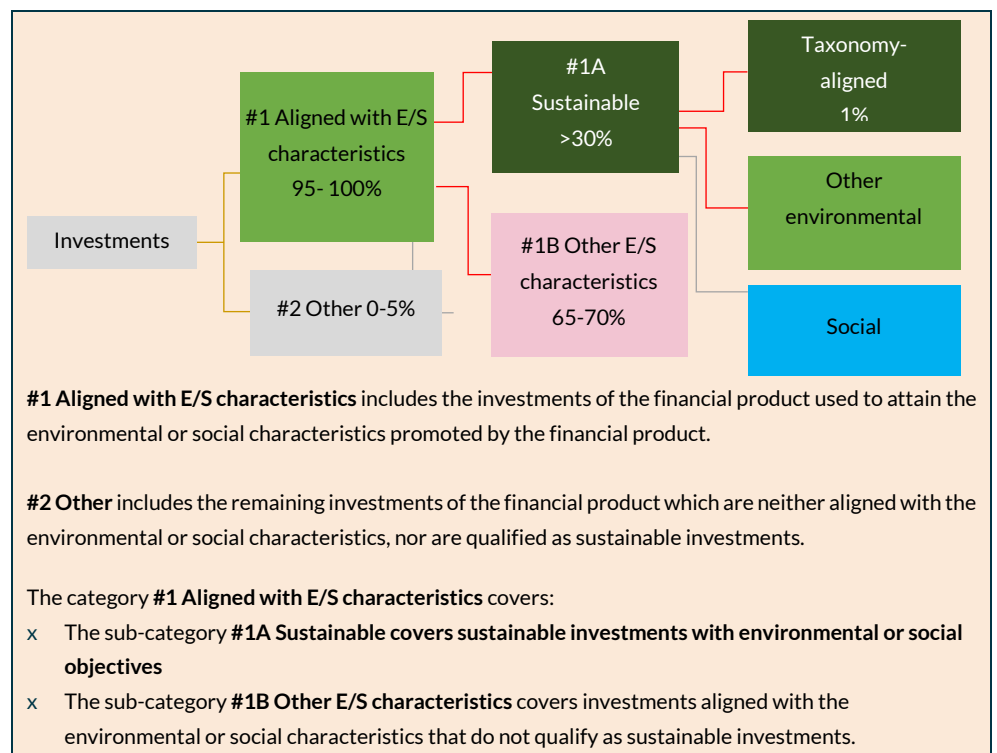 Investments
#1 Aligned with E/S
characteristics
95- 100%
#2 Other 0-5%
#1A
Sustainable
>30%
#1B Other E/S
characteristics
65-70%
Taxonomy-
aligned
1%
Other
environmental
Social
#1 Aligned with E/S characteristics includes the investments of the financial product used to attain the
environmental or social characteristics promoted by the financial product.
#2 Other includes the remaining investments of the financial product which are neither aligned with the
environmental or social characteristics, nor are qualified as sustainable investments.
The category #1 Aligned with E/S characteristics covers:
x The sub-category #1A Sustainable covers sustainable investments with environmental or social
objectives
x The sub-category #1B Other E/S characteristics covers investments aligned with the
environmental or social characteristics that do not qualify as sustainable investments.